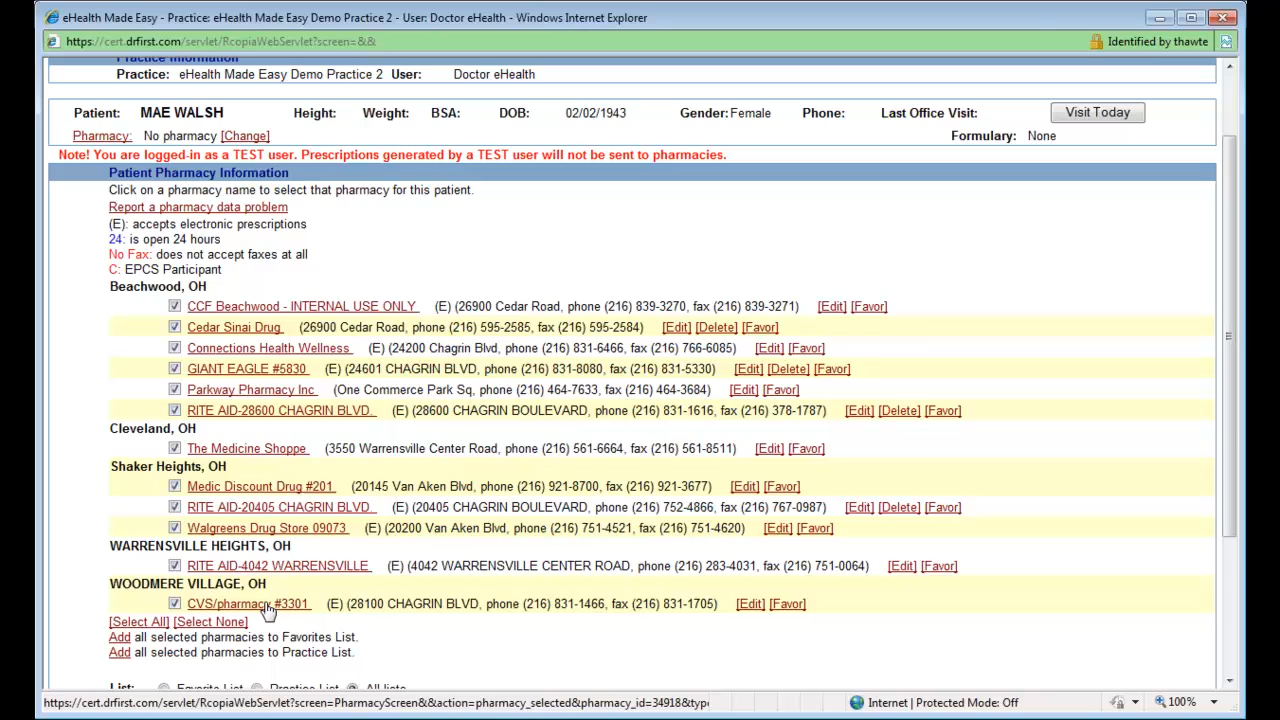 eHealth Made Easy - Practice: eHealth Made Easy Demo Practice 2 - User: Doctor eHealth - Windows Internet Explorer
https://cert.drfirst.com/servlet/RcopiaWebServlet?screen=&& Identified by thawte
Practice Information
Practice: eHealth Made Easy Demo Practice 2 User: Doctor eHealth
Patient: MAE WALSH Height: Weight: BSA: DOB: 02/02/1943 Gender: Female Phone: Last Office Visit: Visit Today
Pharmacy: No pharmacy [Change] Formulary: None
Note! You are logged-in as a TEST user. Prescriptions generated by a TEST user will not be sent to pharmacies.
Patient Pharmacy Information
Click on a pharmacy name to select that pharmacy for this patient.
Report a pharmacy data problem
(E): accepts electronic prescriptions
24: is open 24 hours
No Fax: does not accept faxes at all
C: EPCS Participant
Beachwood, OH
CCF Beachwood - INTERNAL USE ONLY (E) (26900 Cedar Road, phone (216) 839-3270, fax (216) 839-3271) [Edit] [Favor]
Cedar Sinai Drug (26900 Cedar Road, phone (216) 595-2585, fax (216) 595-2584) [Edit] [Delete] [Favor]
Connections Health Wellness (E) (24200 Chagrin Blvd, phone (216) 831-6466, fax (216) 766-6085) [Edit] [Favor]
GIANT EAGLE #5830 (E) (24601 CHAGRIN BLVD, phone (216) 831-8080, fax (216) 831-5330) [Edit] [Delete] [Favor]
Parkway Pharmacy Inc (One Commerce Park Sq, phone (216) 464-7633, fax (216) 464-3684) [Edit] [Favor]
RITE AID-28600 CHAGRIN BLVD. (E) (28600 CHAGRIN BOULEVARD, phone (216) 831-1616, fax (216) 378-1787) [Edit] [Delete] [Favor]
Cleveland, OH
The Medicine Shoppe (3550 Warrensville Center Road, phone (216) 561-6664, fax (216) 561-8511) [Edit] [Favor]
Shaker Heights, OH
Medic Discount Drug #201 (20145 Van Aken Blvd, phone (216) 921-8700, fax (216) 921-3677) [Edit] [Favor]
RITE AID-20405 CHAGRIN BLVD. (E) (20405 CHAGRIN BOULEVARD, phone (216) 752-4866, fax (216) 767-0987) [Edit] [Delete] [Favor]
Walgreens Drug Store 09073 (E) (20200 Van Aken Blvd, phone (216) 751-4521, fax (216) 751-4620) [Edit] [Favor]
WARRENSVILLE HEIGHTS, OH
RITE AID-4042 WARRENSVILLE (E) (4042 WARRENSVILLE CENTER ROAD, phone (216) 283-4031, fax (216) 751-0064) [Edit] [Favor]
WOODMERE VILLAGE, OH
CVS/pharmacy #3301 (E) (28100 CHAGRIN BLVD, phone (216) 831-1466, fax (216) 831-1705) [Edit] [Favor]
[Select All] [Select None]
Add all selected pharmacies to Favorites List.
Add all selected pharmacies to Practice List.
List: Favorite List Practice List All lists
https://cert.drfirst.com/servlet/RcopiaWebServlet?screen=PharmacyScreen&&action=pharmacy_selected&pharmacy_id=34918&type Internet | Protected Mode: Off 100%